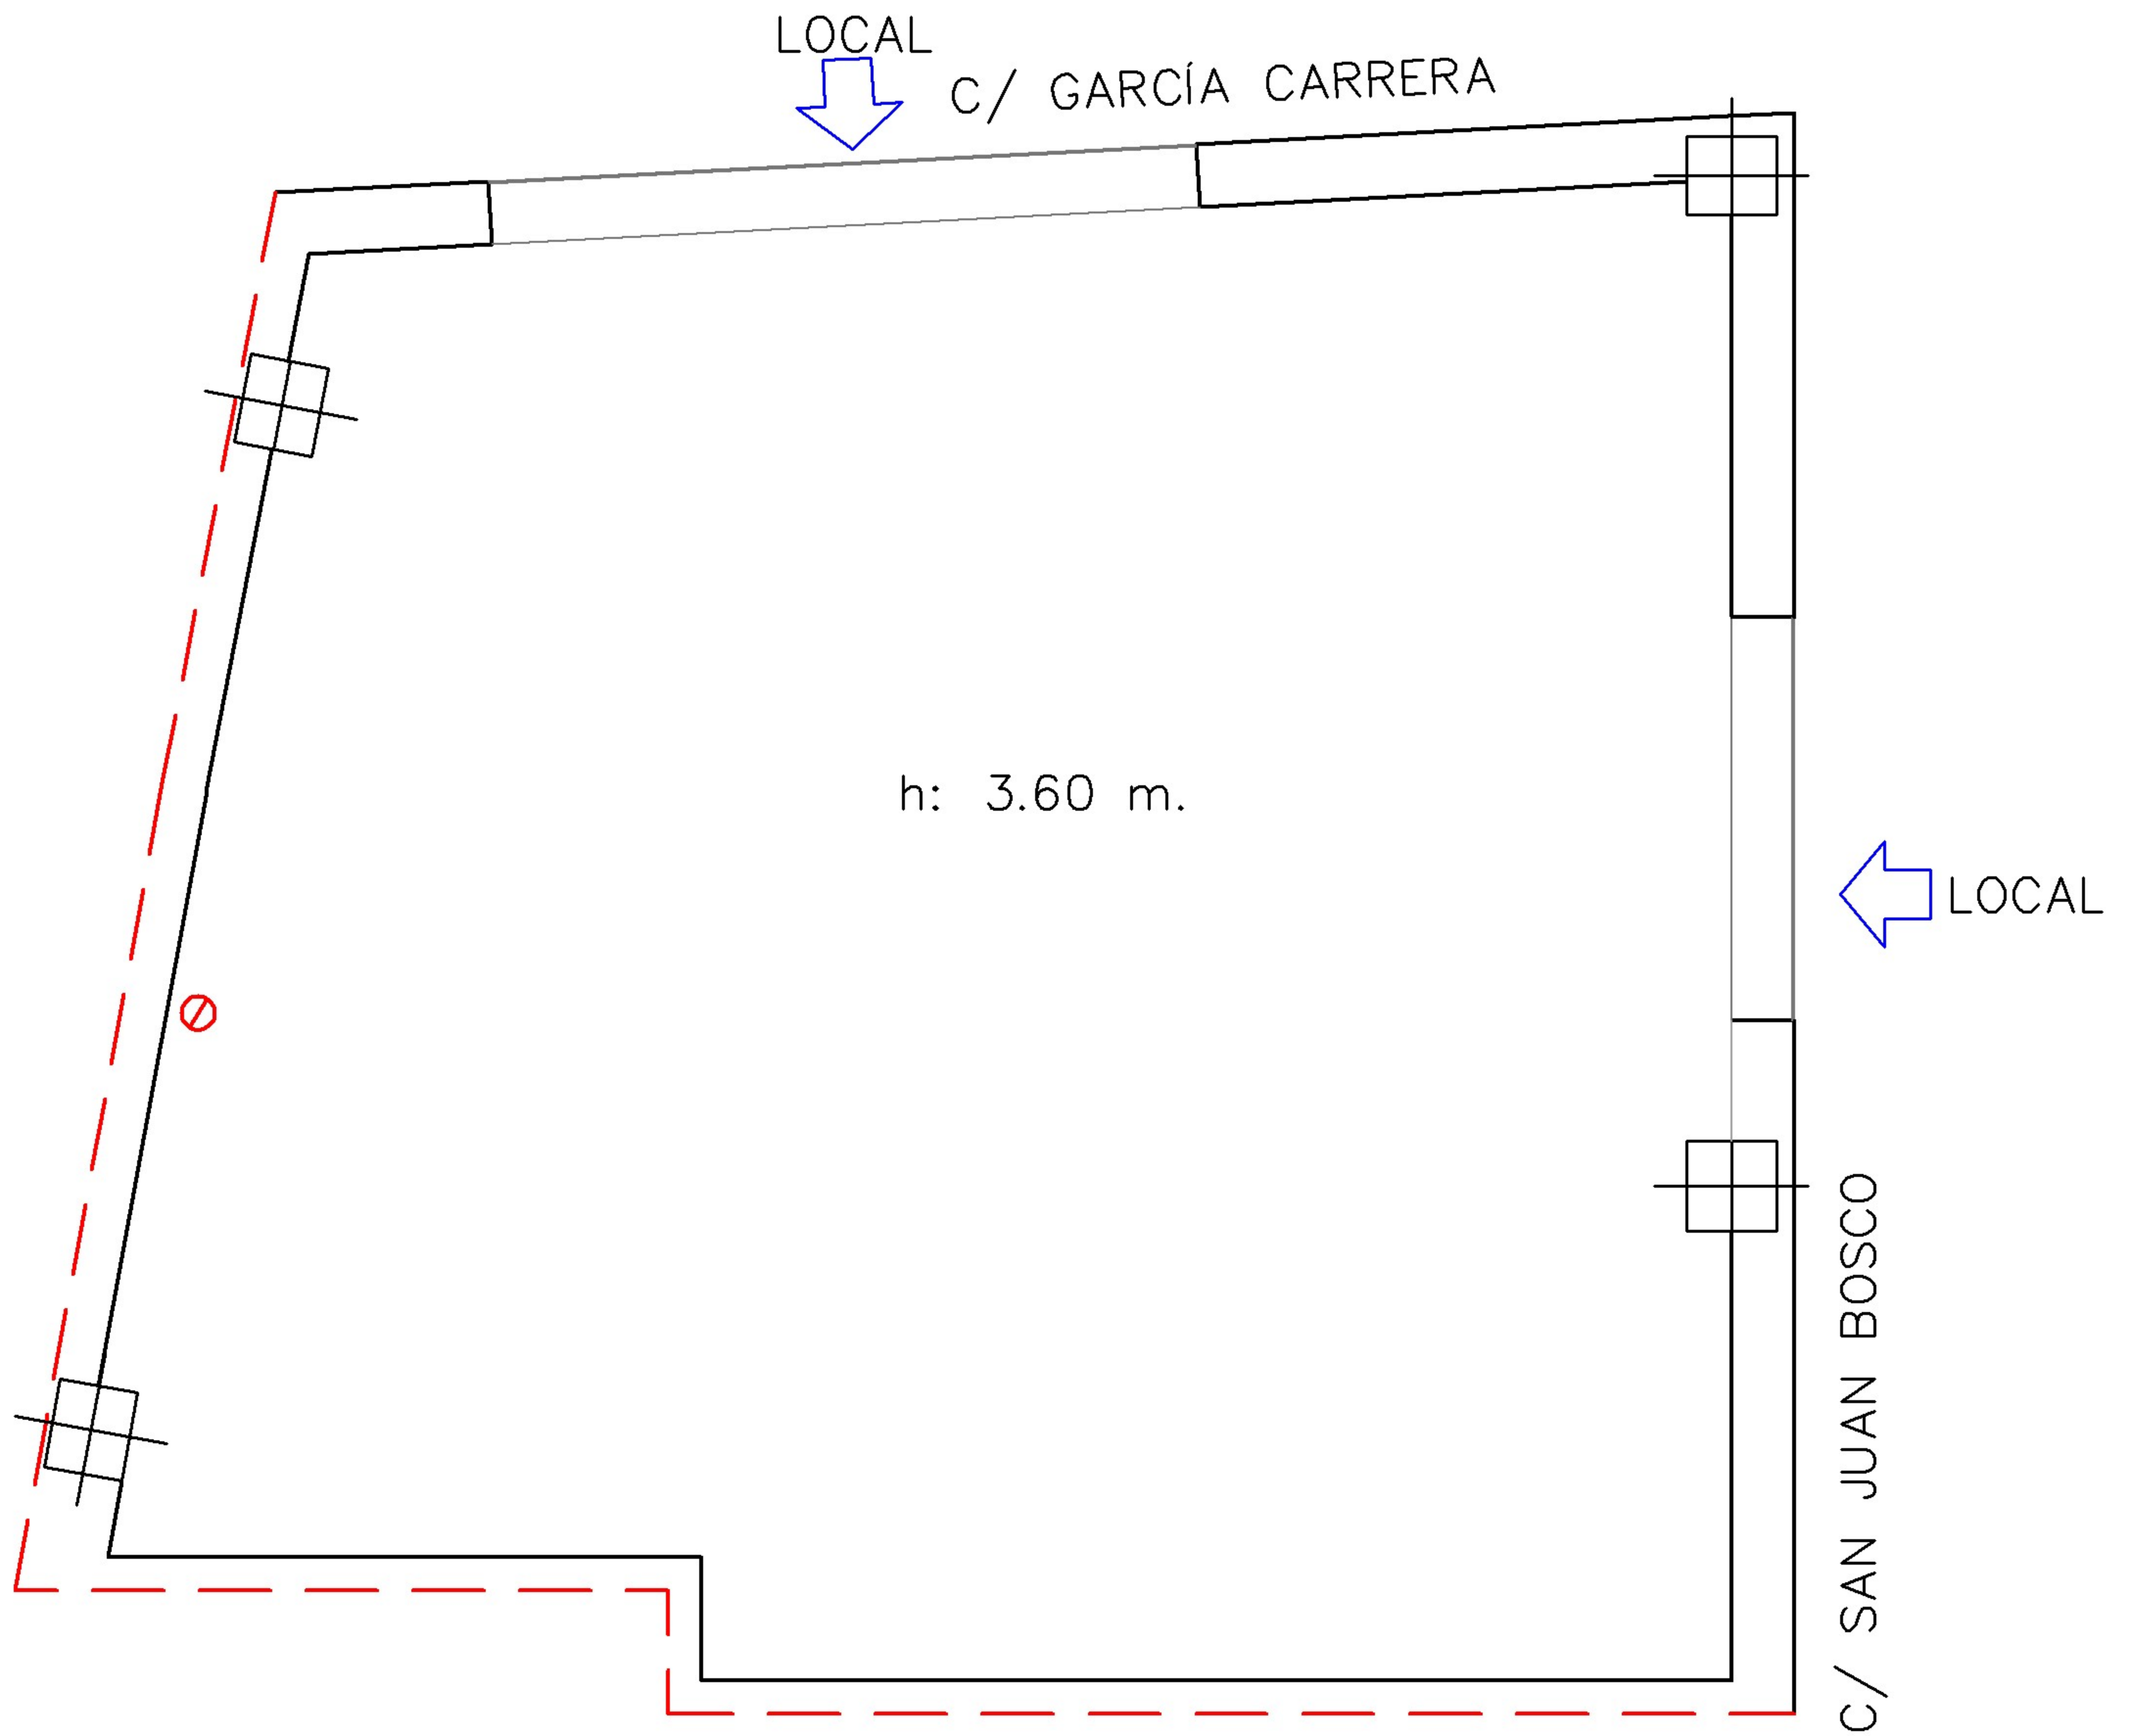 LOCAL
C/ GARCÍA CARRERA
h: 3.60 m.
LOCAL
C/ SAN JUAN BOSCO